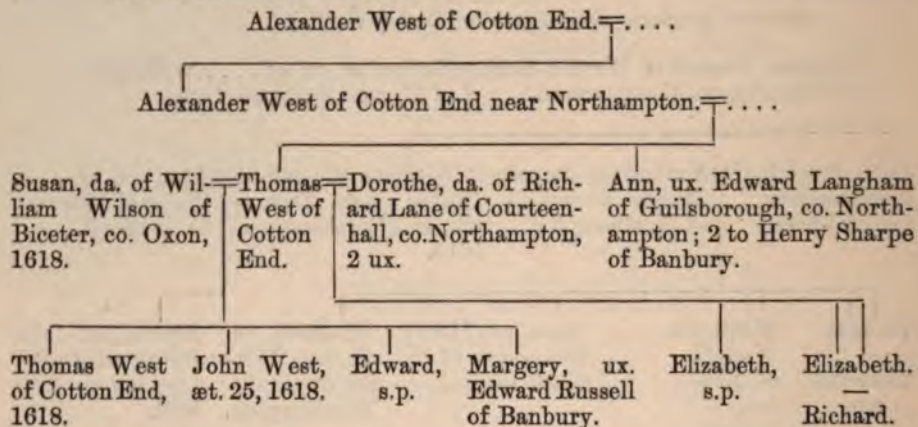 Alexander West of Cotton End.=. . . .
Alexander West of Cotton End near Northampton.=. . . .
Susan, da. of Wil-
liam Wilson of
Biceter, co. Oxon,
1618.
=Thomas=
West of
Cotton
End.
Dorothe, da. of Rich-
ard Lane of Courteen-
hall, co.Northampton,
2 ux.
Ann, ux. Edward Langham
of Guilsborough, co. North-
ampton; 2 to Henry Sharpe
of Banbury.
Thomas West
of Cotton End,
1618.
John West,
æt. 25, 1618.
Edward,
s.p.
Margery, ux.
Edward Russell
of Banbury.
Elizabeth,
s.p.
Elizabeth.
—
Richard.